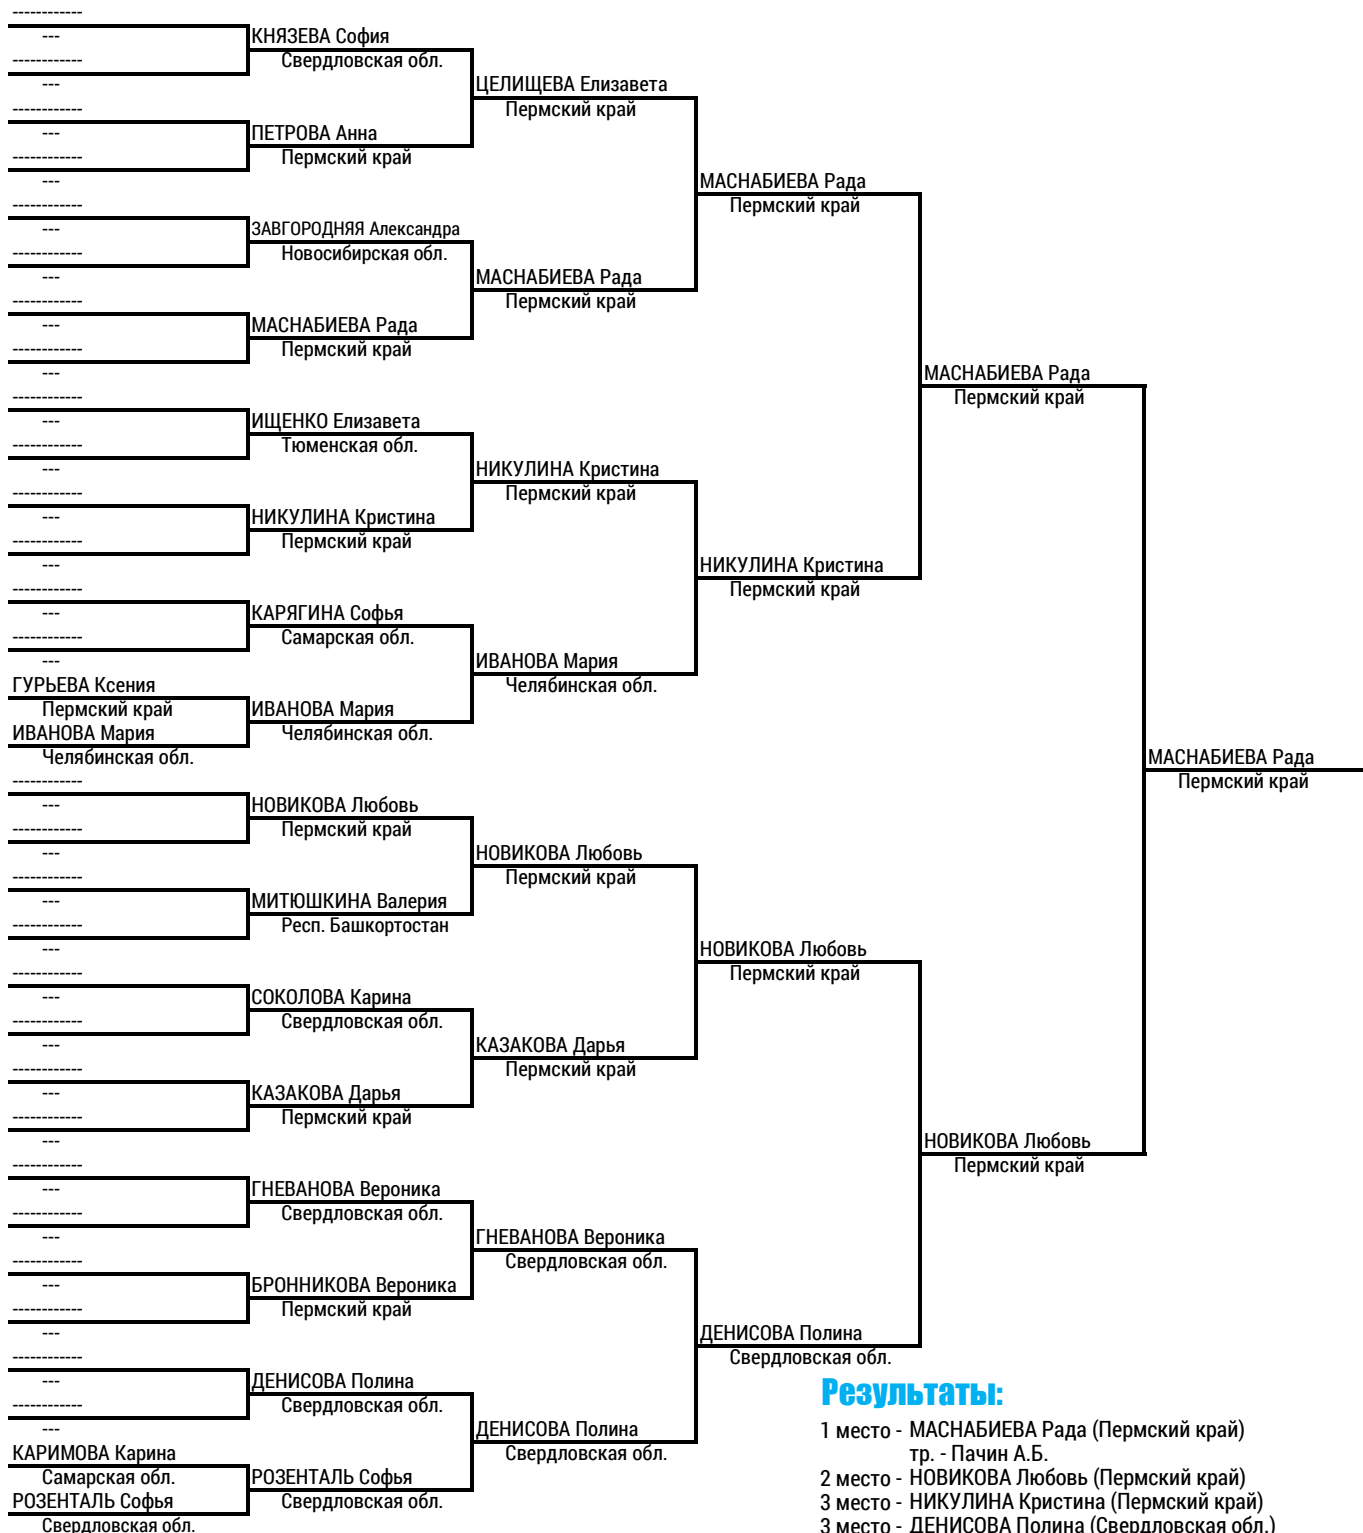 ------------
---
------------
---
------------
---
------------
---
------------
---
------------
---
------------
---
------------
---
------------
---
------------
---
------------
---
------------
---
------------
---
------------
---
ГУРЬЕВА Ксения
Пермский край
ИВАНОВА Мария
Челябинская обл.
------------
---
------------
---
------------
---
------------
---
------------
---
------------
---
------------
---
------------
---
------------
---
------------
---
------------
---
------------
---
------------
---
------------
---
КАРИМОВА Карина
Самарская обл.
РОЗЕНТАЛЬ Софья
Свердловская обл.
КНЯЗЕВА София
Свердловская обл.
ПЕТРОВА Анна
Пермский край
ЗАВГОРОДНЯЯ Александра
Новосибирская обл.
МАСНАБИЕВА Рада
Пермский край
ИЩЕНКО Елизавета
Тюменская обл.
НИКУЛИНА Кристина
Пермский край
КАРЯГИНА Софья
Самарская обл.
ИВАНОВА Мария
Челябинская обл.
НОВИКОВА Любовь
Пермский край
МИТЮШКИНА Валерия
Респ. Башкортостан
СОКОЛОВА Карина
Свердловская обл.
КАЗАКОВА Дарья
Пермский край
ГНЕВАНОВА Вероника
Свердловская обл.
БРОННИКОВА Вероника
Пермский край
ДЕНИСОВА Полина
Свердловская обл.
РОЗЕНТАЛЬ Софья
Свердловская обл.
ЦЕЛИЩЕВА Елизавета
Пермский край
МАСНАБИЕВА Рада
Пермский край
НИКУЛИНА Кристина
Пермский край
ИВАНОВА Мария
Челябинская обл.
НОВИКОВА Любовь
Пермский край
КАЗАКОВА Дарья
Пермский край
ГНЕВАНОВА Вероника
Свердловская обл.
ДЕНИСОВА Полина
Свердловская обл.
МАСНАБИЕВА Рада
Пермский край
НИКУЛИНА Кристина
Пермский край
НОВИКОВА Любовь
Пермский край
ДЕНИСОВА Полина
Свердловская обл.
МАСНАБИЕВА Рада
Пермский край
НОВИКОВА Любовь
Пермский край
МАСНАБИЕВА Рада
Пермский край
Результаты:
1 место - МАСНАБИЕВА Рада (Пермский край)
тр. - Пачин А.Б.
2 место - НОВИКОВА Любовь (Пермский край)
3 место - НИКУЛИНА Кристина (Пермский край)
3 место - ДЕНИСОВА Полина (Свердловская обл.)